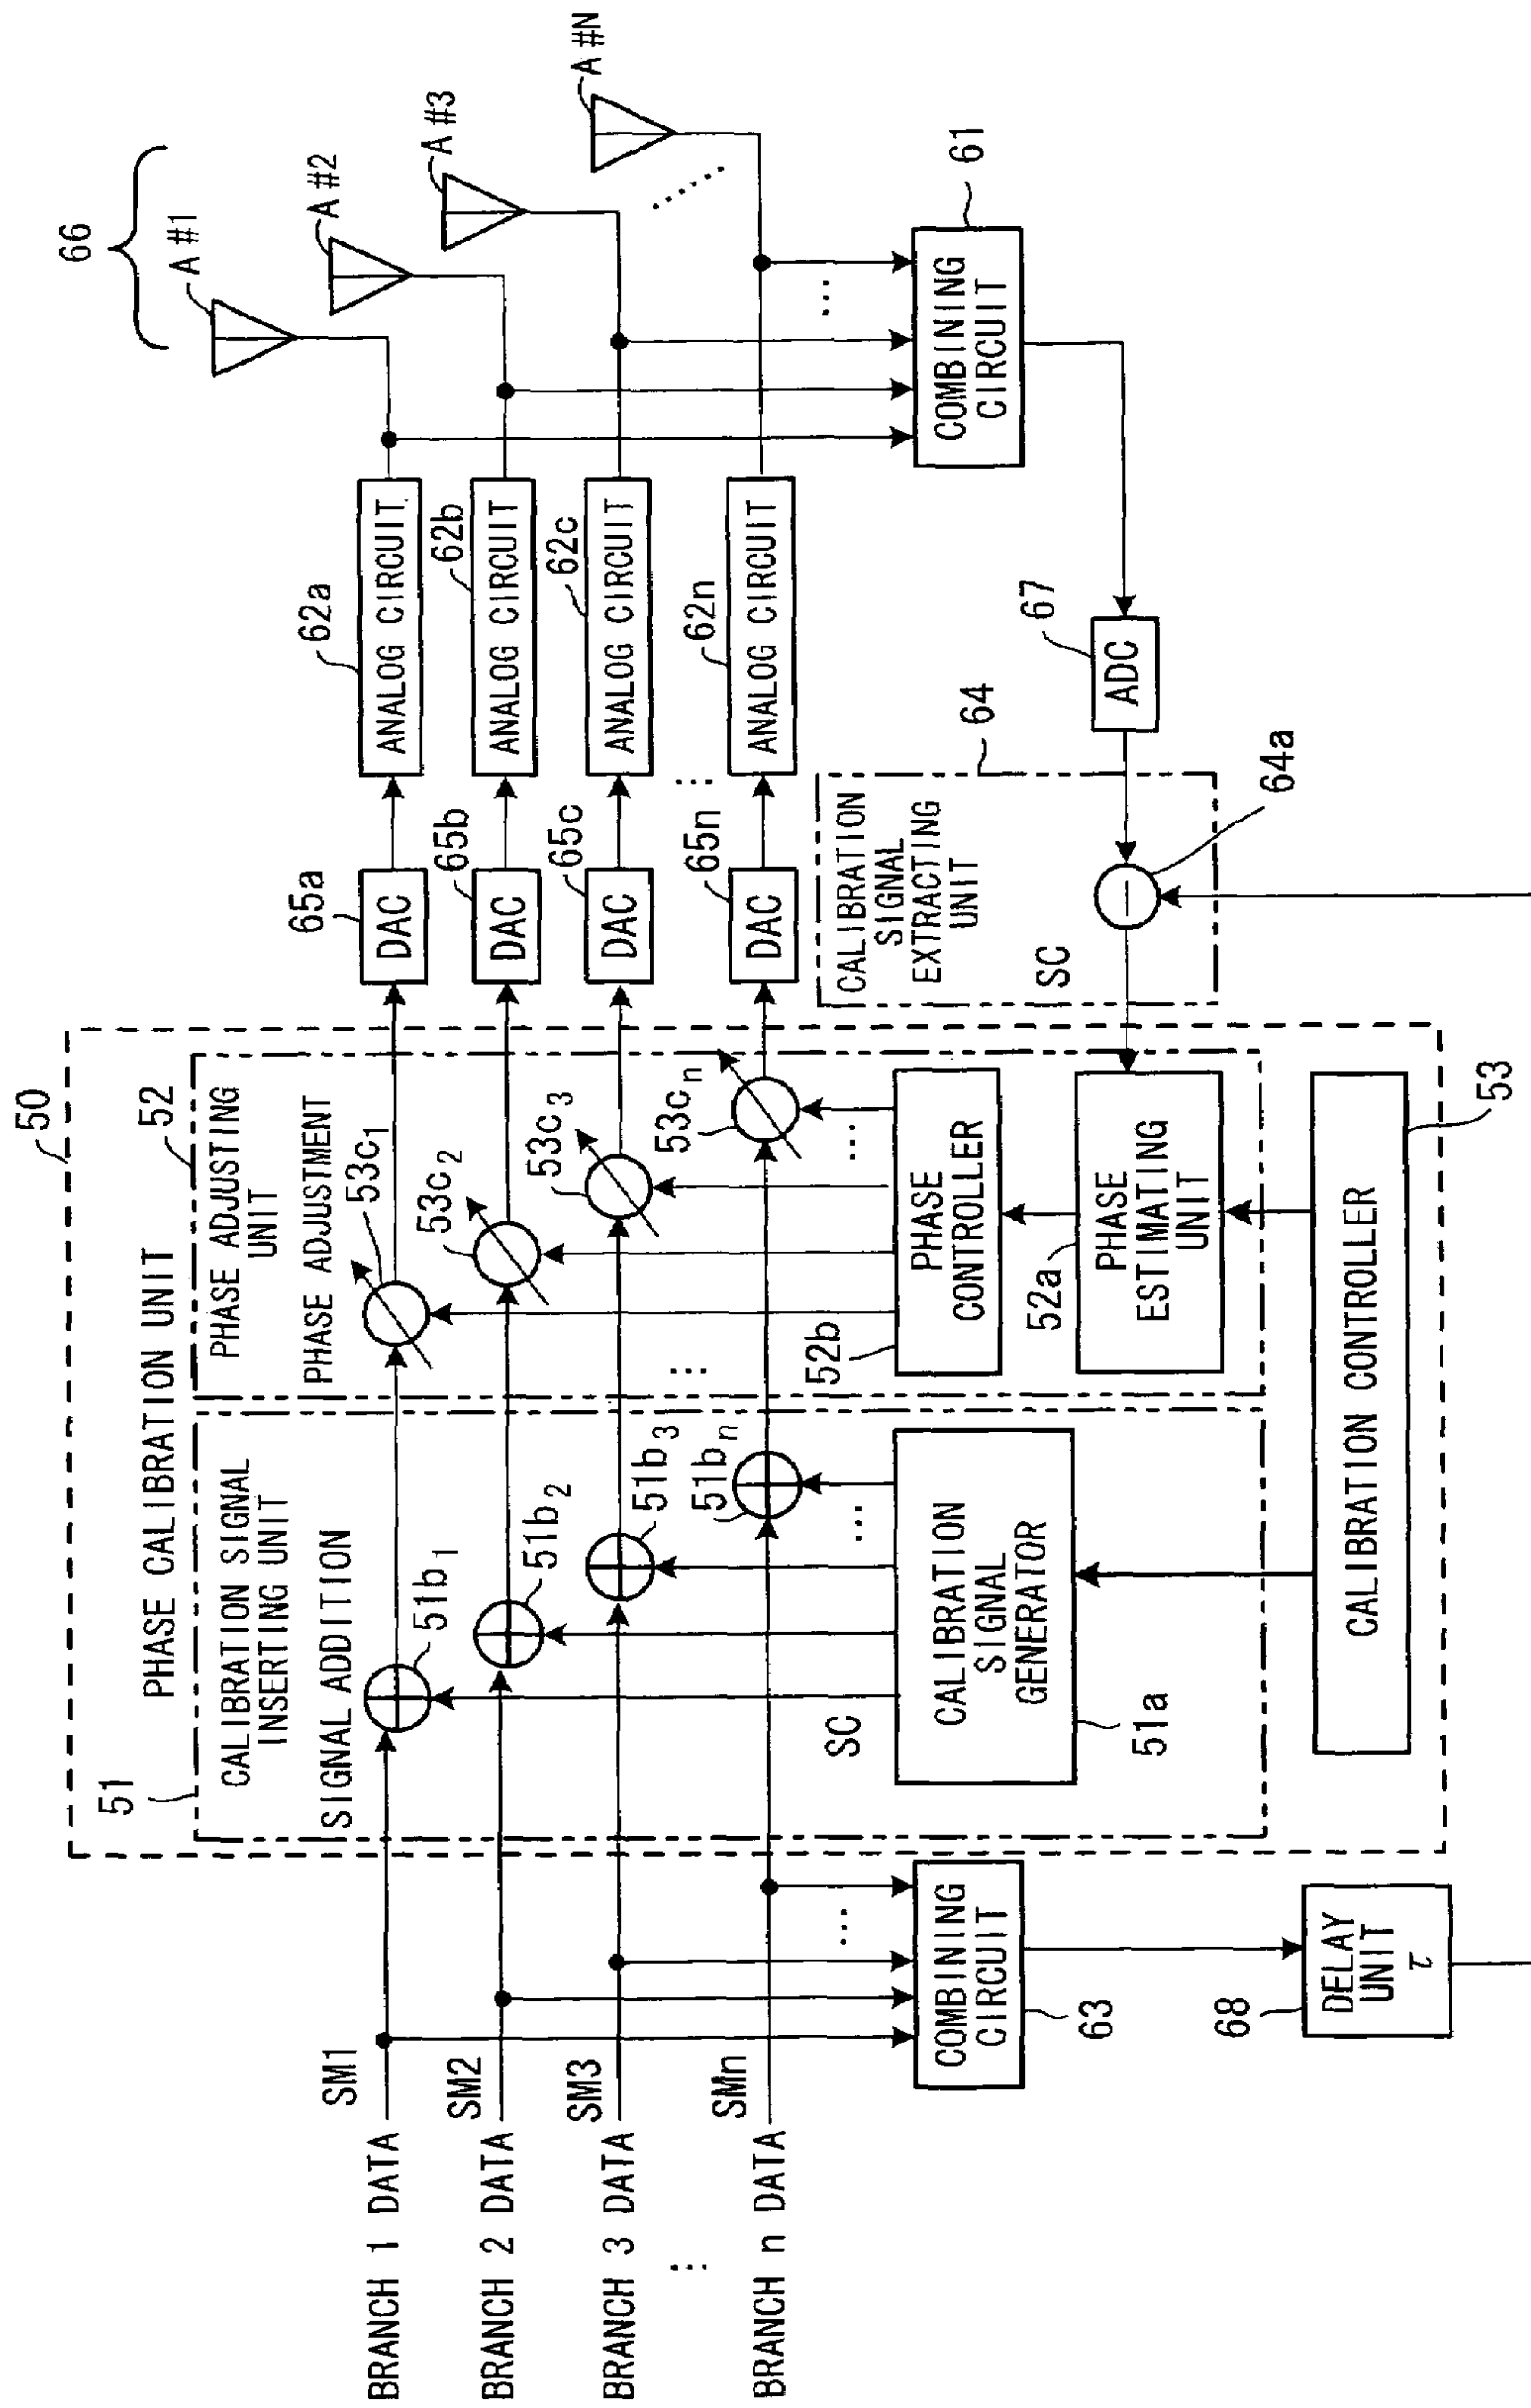 BRANCH 1 DATA
SM1
BRANCH 2 DATA
SM2
BRANCH 3 DATA
SM3
⋮
BRANCH n DATA
SMn
COMBINING
CIRCUIT
63
DELAY
UNIT
τ
68
50
PHASE CALIBRATION UNIT
51
CALIBRATION SIGNAL
INSERTING UNIT
SIGNAL ADDITION
51b1
51b2
51b3
51bn
...
SC
CALIBRATION
SIGNAL
GENERATOR
51a
52
PHASE ADJUSTING
UNIT
PHASE ADJUSTMENT
53c1
53c2
53c3
53cn
⋮
...
PHASE
CONTROLLER
52b
PHASE
ESTIMATING
UNIT
52a
CALIBRATION CONTROLLER
53
65a
DAC
65b
DAC
65c
DAC
65n
DAC
62a
ANALOG CIRCUIT
62b
ANALOG CIRCUIT
62c
ANALOG CIRCUIT
⋮
62n
ANALOG CIRCUIT
CALIBRATION
SIGNAL
EXTRACTING
UNIT
64
SC
64a
ADC
67
COMBINING
CIRCUIT
61
...
66
A #1
A #2
A #3
A #N
......